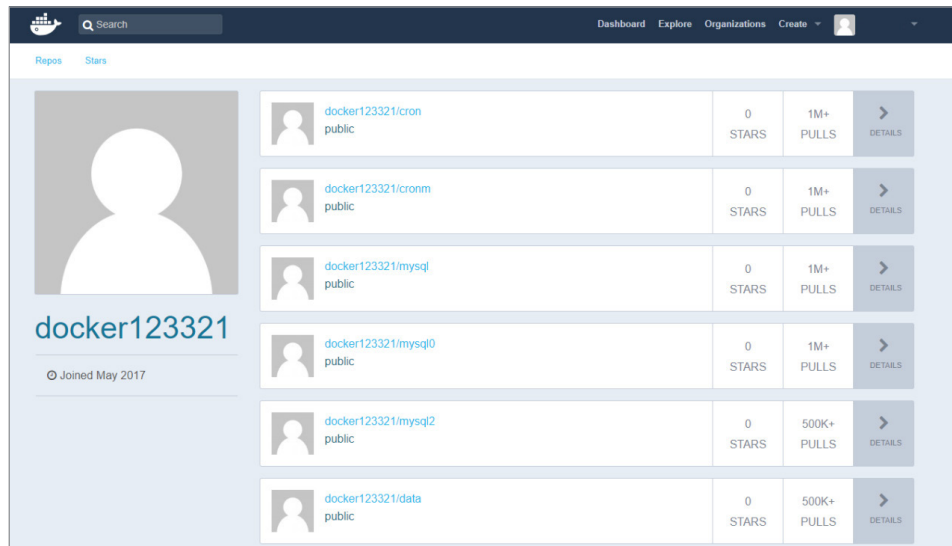 Search
Dashboard Explore Organizations Create
Repos Stars
docker123321/cron
public
0
STARS
1M+
PULLS
DETAILS
docker123321/cronm
public
0
STARS
1M+
PULLS
DETAILS
docker123321/mysql
public
0
STARS
1M+
PULLS
DETAILS
docker123321
Joined May 2017
docker123321/mysql0
public
0
STARS
1M+
PULLS
DETAILS
docker123321/mysql2
public
0
STARS
500K+
PULLS
DETAILS
docker123321/data
public
0
STARS
500K+
PULLS
DETAILS